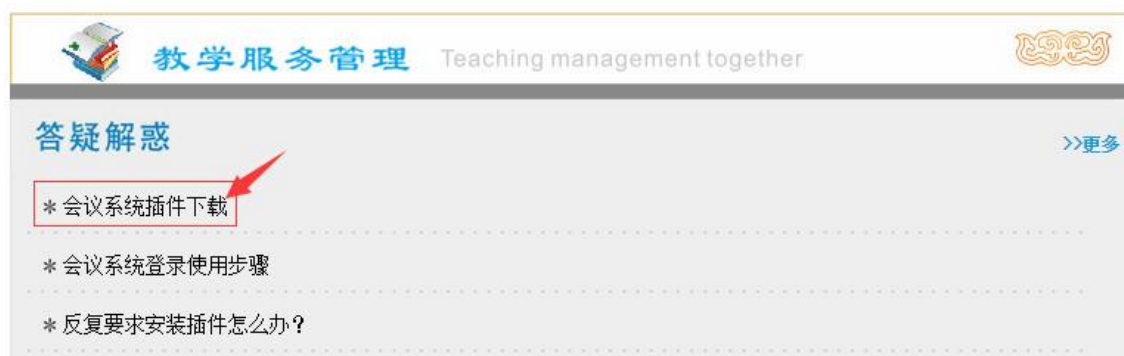 教学服务管理 Teaching management together
答疑解惑 >>更多
*会议系统插件下载
*会议系统登录使用步骤
*反复要求安装插件怎么办?